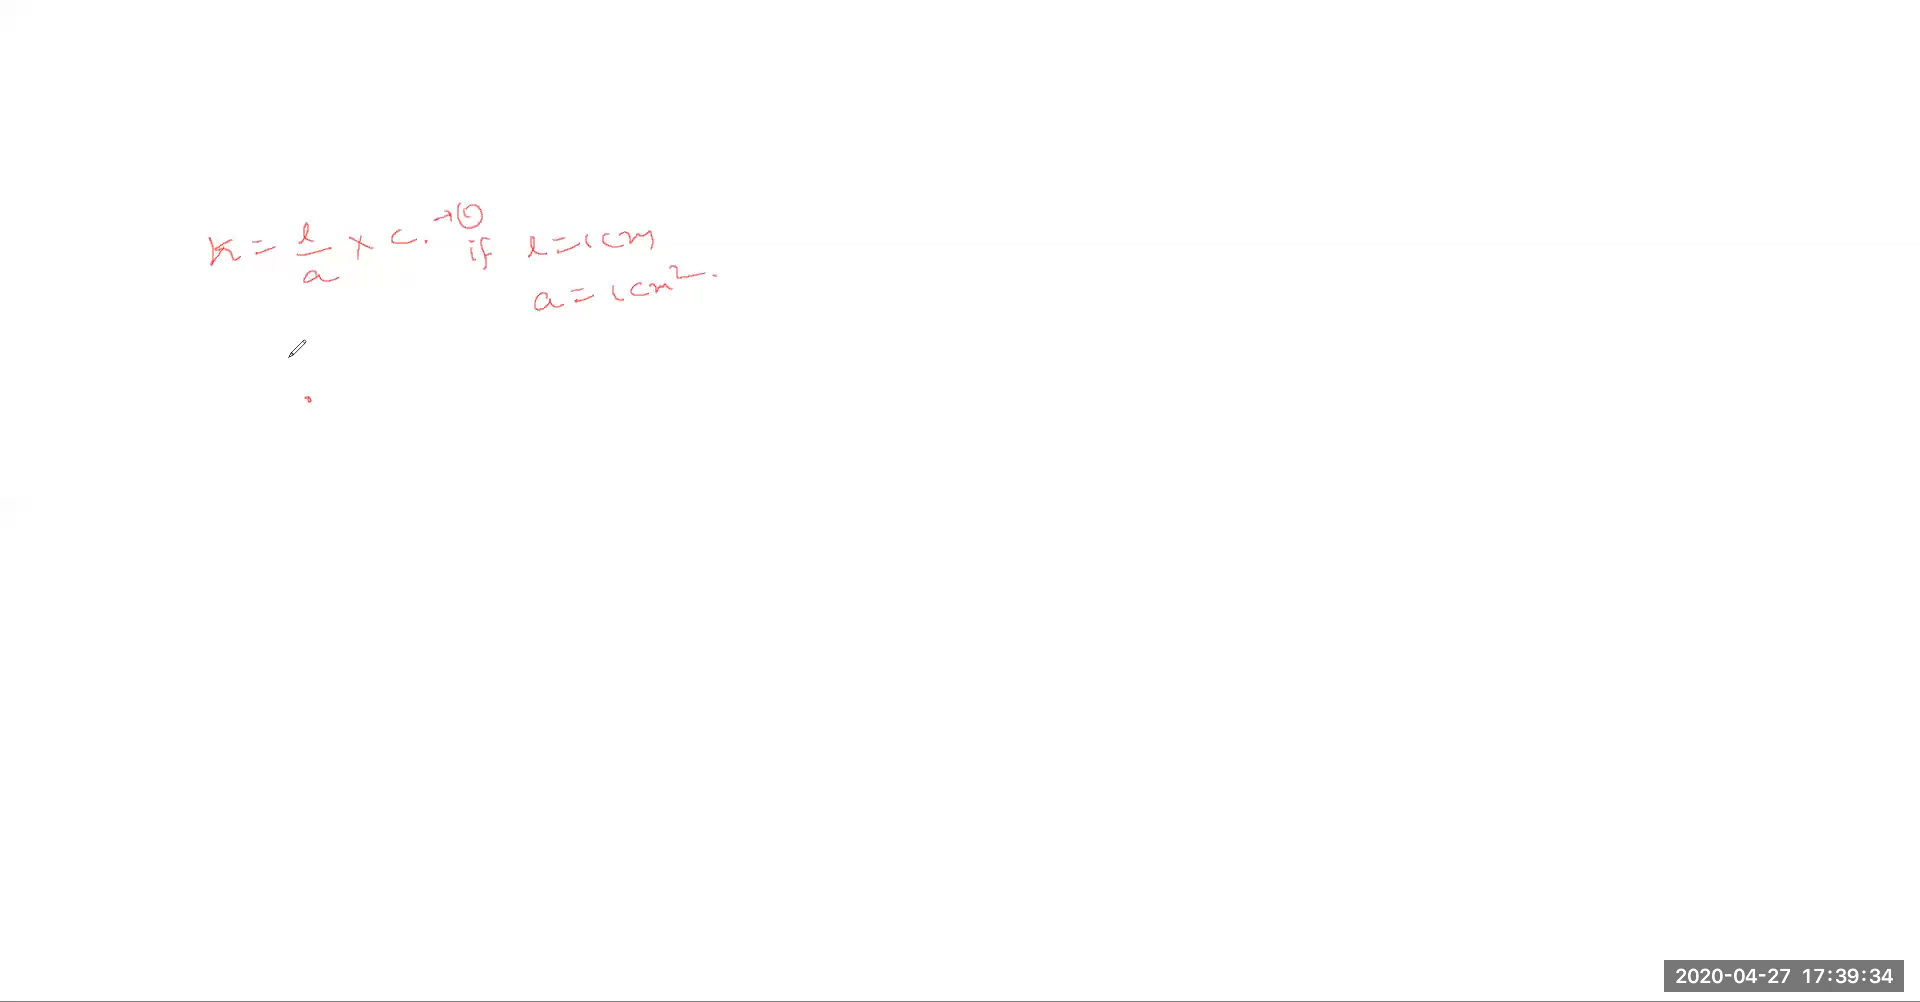 K = l/a × c. → ① if l = 1cm
a = 1cm².
2020-04-27 17:39:34